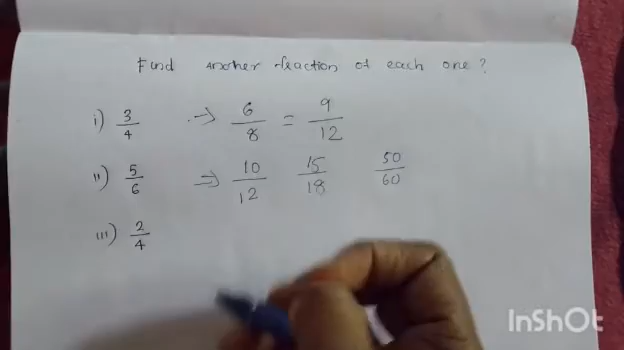 Find another fraction of each one ?
i) 3/4 → 6/8 = 9/12
ii) 5/6 ⇒ 10/12 15/18 50/60
iii) 2/4
InShOt